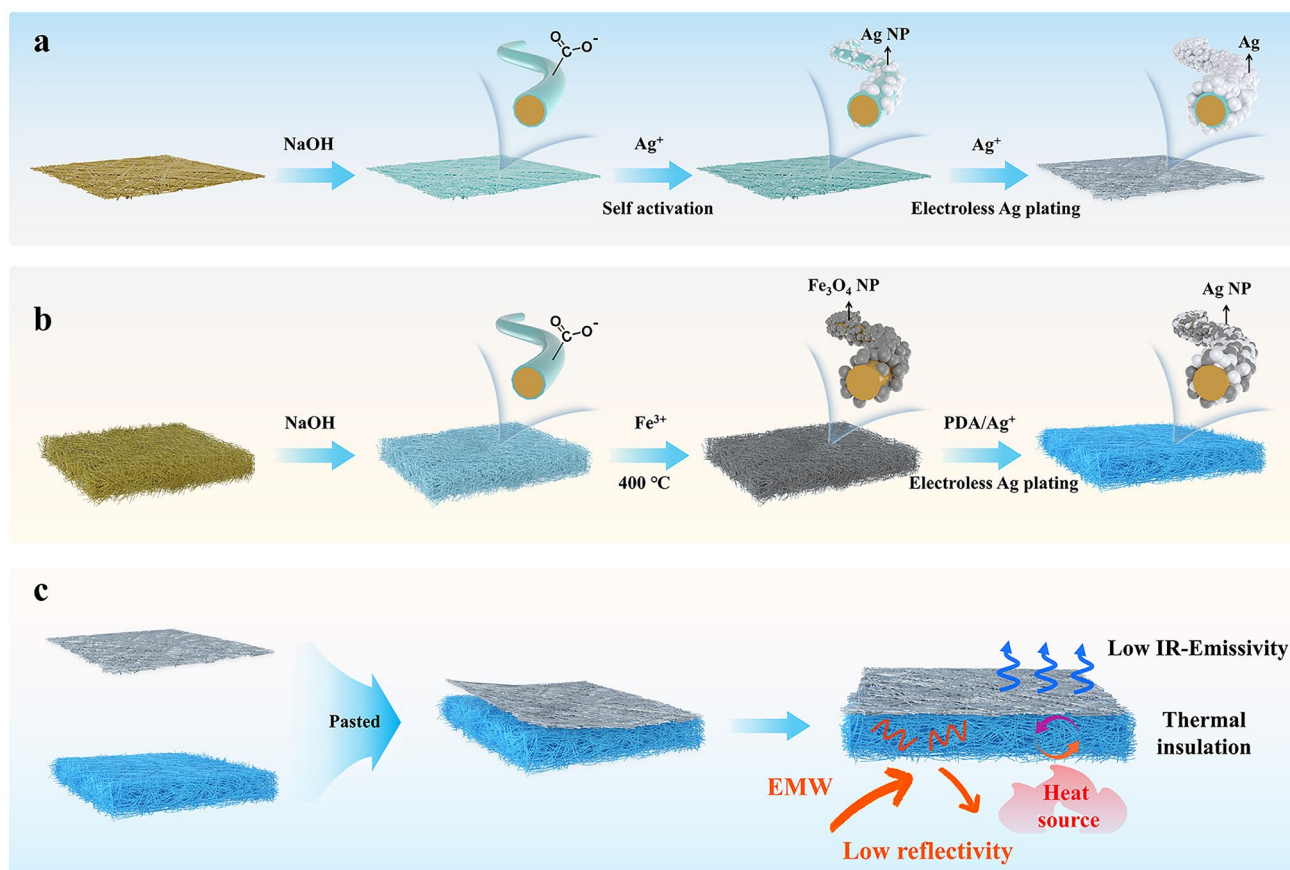 a
O
C
O⁻
Ag NP
Ag
NaOH
Ag⁺
Ag⁺
Self activation
Electroless Ag plating
b
O
C
O⁻
Fe₃O₄ NP
Ag NP
NaOH
Fe³⁺
PDA/Ag⁺
400 °C
Electroless Ag plating
c
Low IR-Emissivity
Pasted
Thermal
insulation
EMW
Heat
source
Low reflectivity